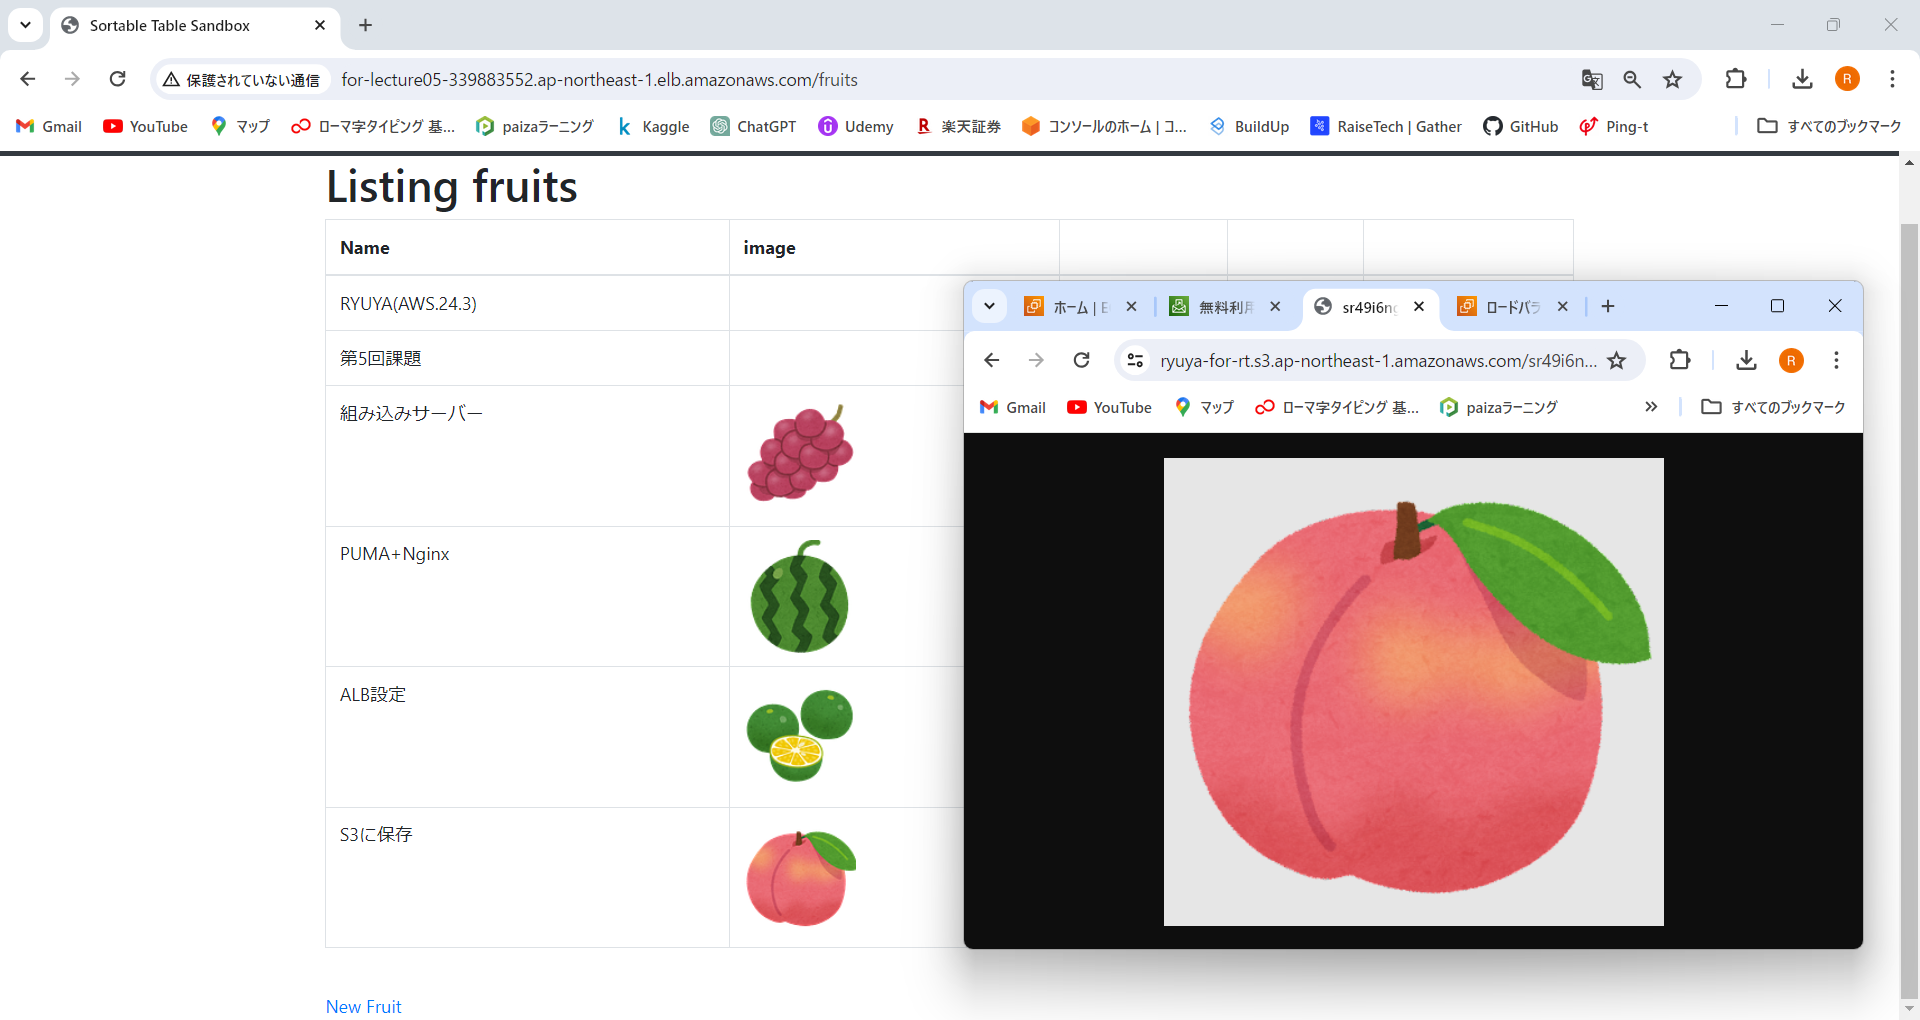 Sortable Table Sandbox
保護されていない通信 for-lecture05-339883552.ap-northeast-1.elb.amazonaws.com/fruits R
Gmail YouTube マップ ローマ字タイピング 基... paizaラーニング Kaggle ChatGPT Udemy 楽天証券 コンソールのホーム | コ... BuildUp RaiseTech | Gather GitHub Ping-t すべてのブックマーク
Listing fruits
Name image
RYUYA(AWS.24.3)
第5回課題
組み込みサーバー
PUMA+Nginx
ALB設定
S3に保存
New Fruit
ホーム | E 無料利用 sr49i6n ロードバラ
ryuya-for-rt.s3.ap-northeast-1.amazonaws.com/sr49i6n... R
Gmail YouTube マップ ローマ字タイピング 基... paizaラーニング すべてのブックマーク